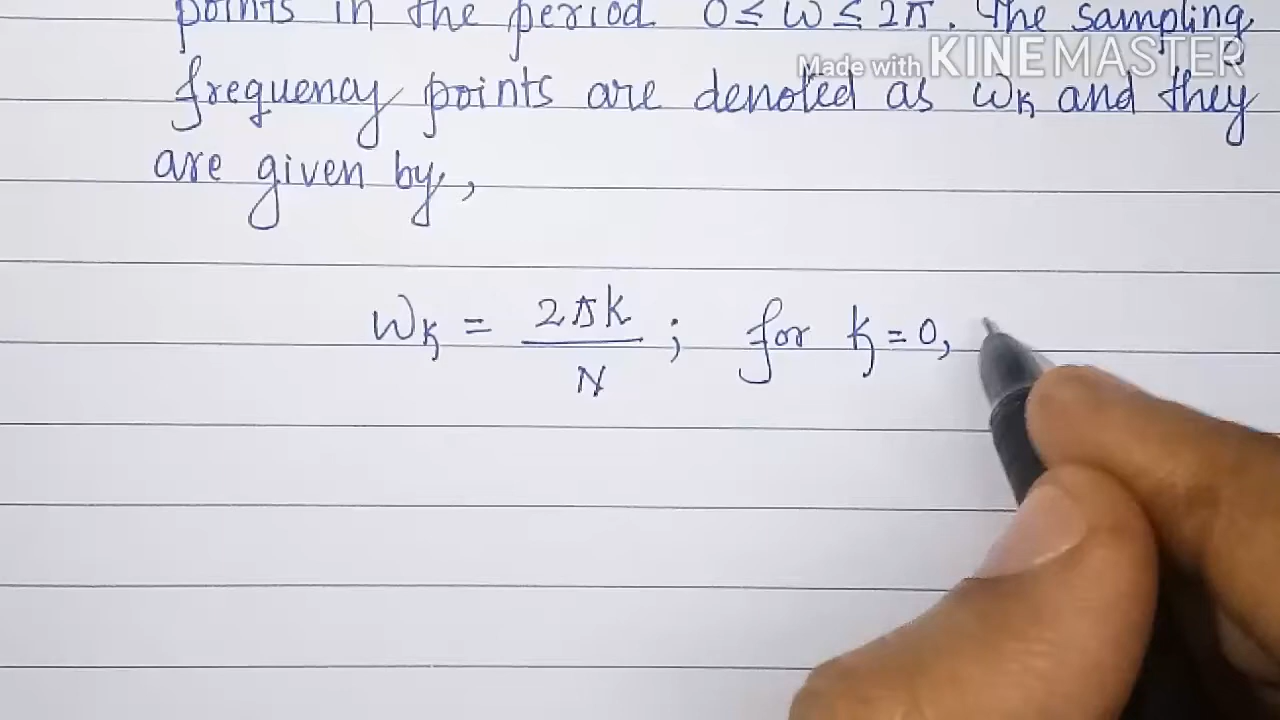 points in the period 0 ≤ ω ≤ 2π. The sampling
Made with KINEMASTER
frequency points are denoted as ωk and they
are given by,
ωk = 2πk / N ; for k = 0,